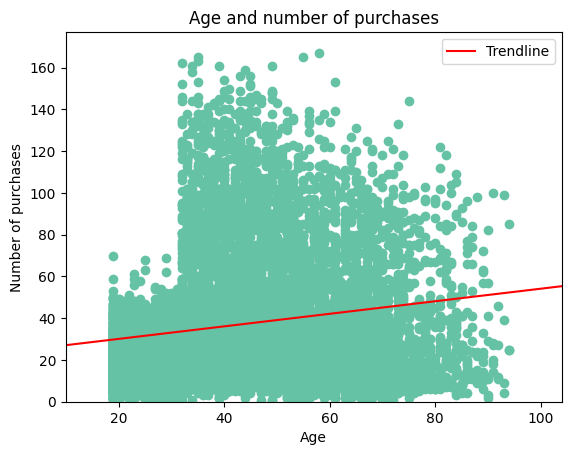 Age and number of purchases
Trendline
Number of purchases
160
140
120
100
80
60
40
20
0
20 40 60 80 100
Age